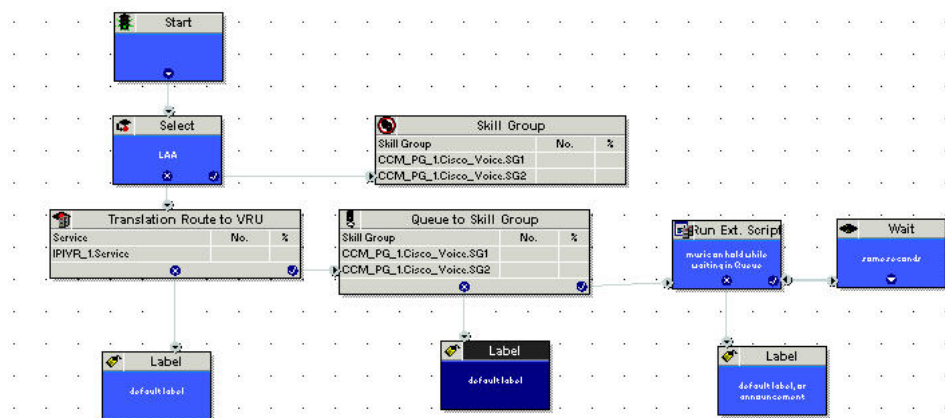 Start
Select
LAA
Skill Group
Skill Group No. %
CCM_PG_1.Cisco_Voice.SG1
CCM_PG_1.Cisco_Voice.SG2
Translation Route to VRU
Service No. %
IPIVR_1.Service
Queue to Skill Group
Skill Group No. %
CCM_PG_1.Cisco_Voice.SG1
CCM_PG_1.Cisco_Voice.SG2
Run Ext. Script
music on hold while
waiting in Queue
Wait
some seconds
Label
default label
Label
default label
Label
default label, or
announcement